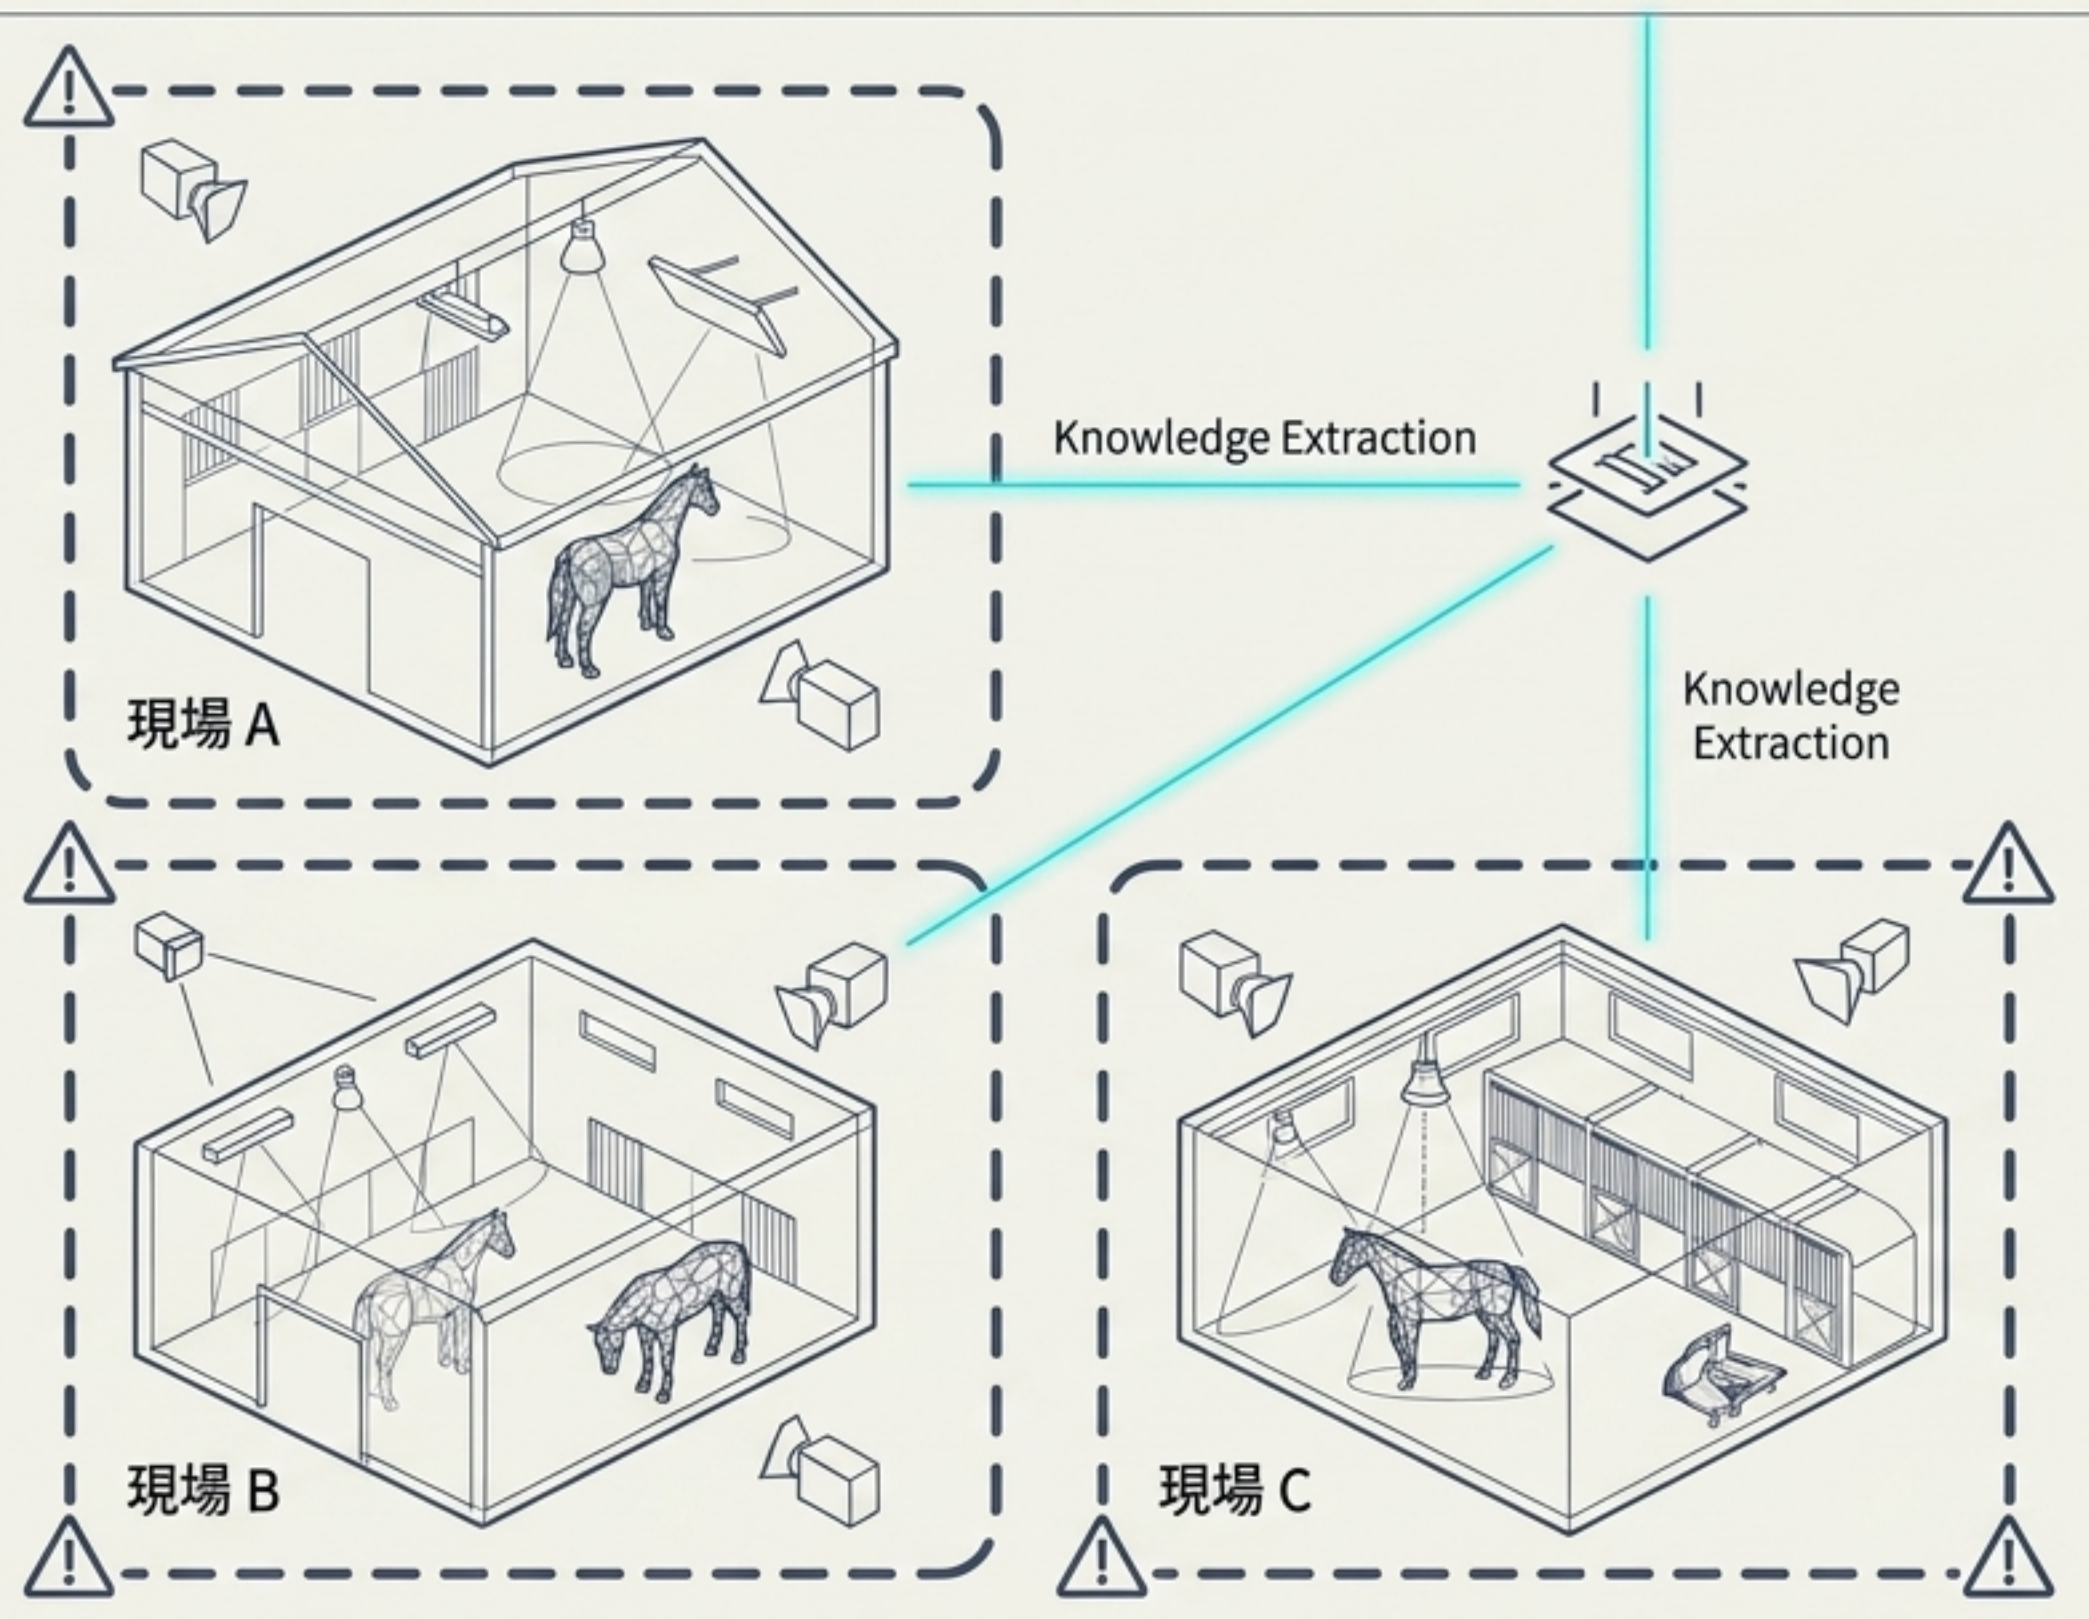 Knowledge Extraction
現場 A
Knowledge
Extraction
現場 B
現場 C